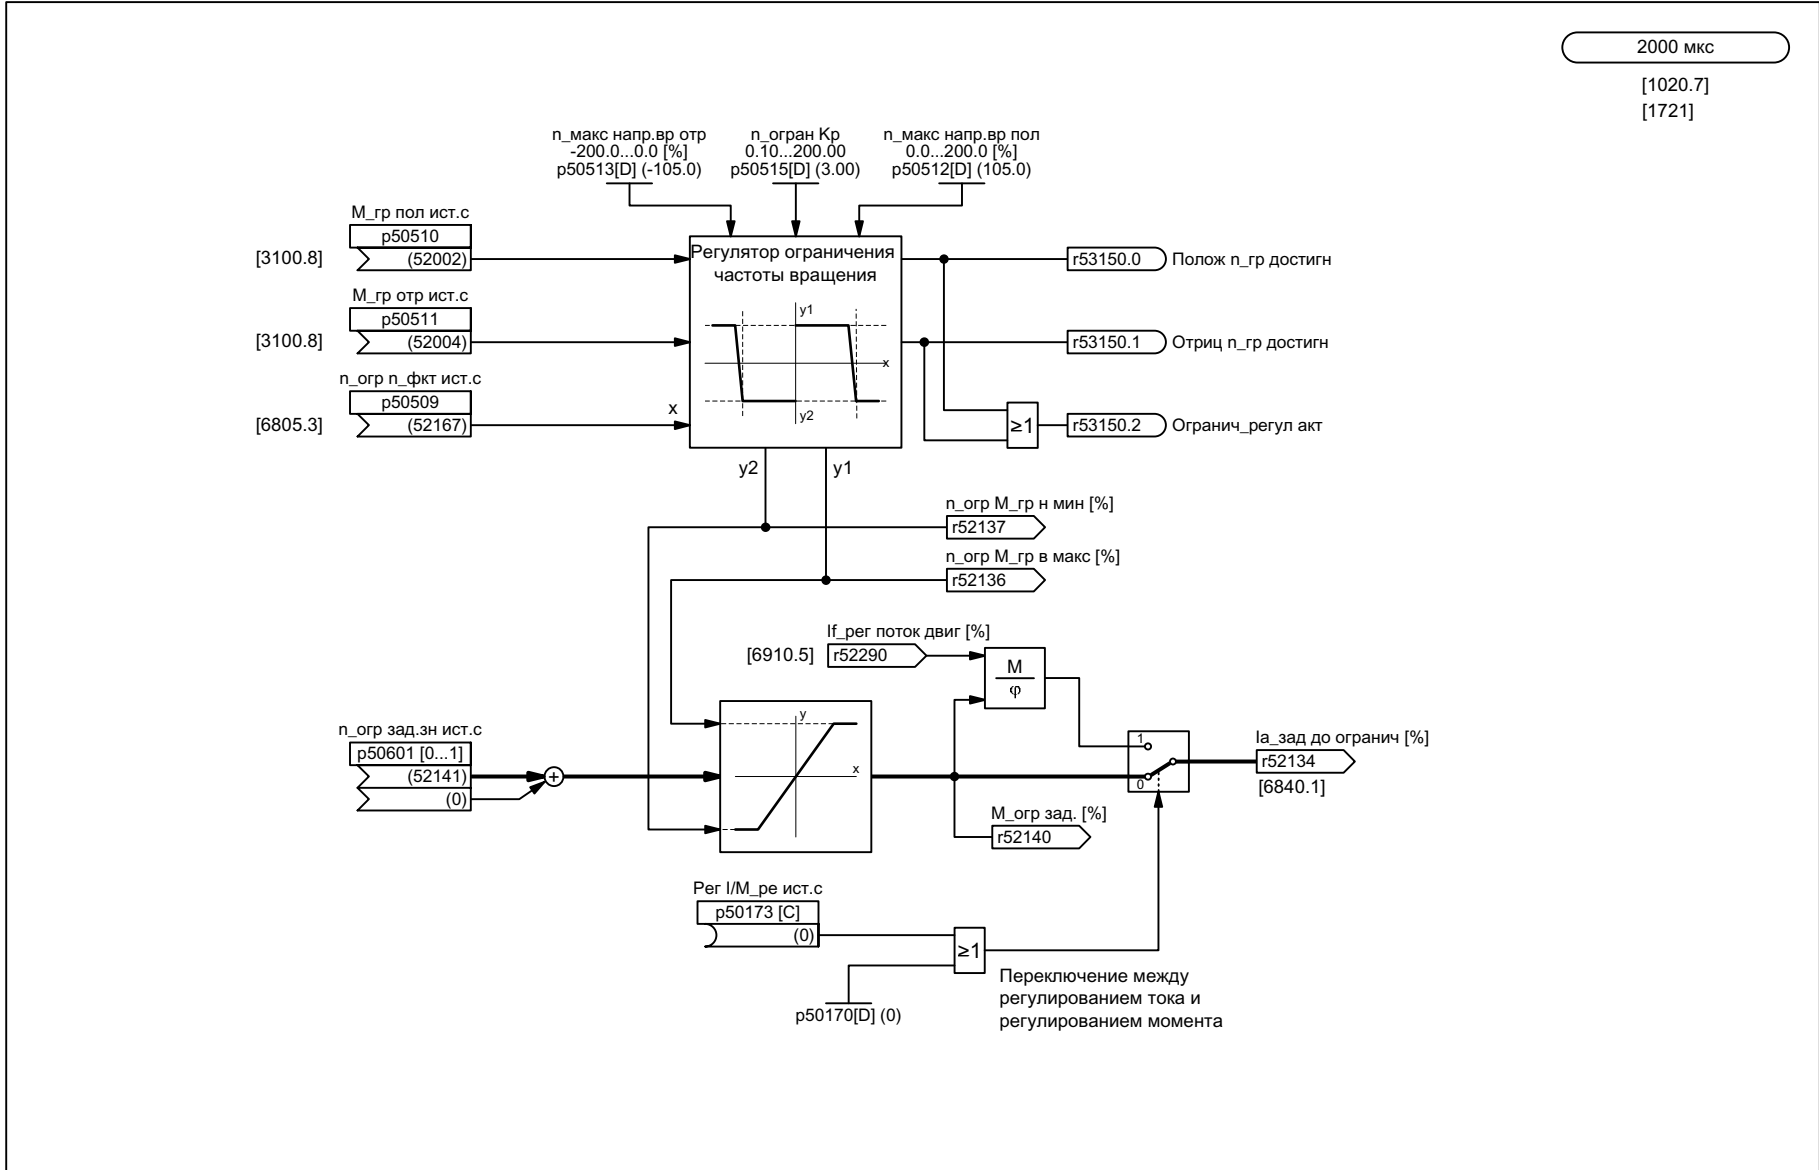 2000 мкс
[1020.7]
[1721]
n_макс напр.вр отр
-200.0...0.0 [%]
p50513[D] (-105.0)
n_огран Kp
0.10...200.00
p50515[D] (3.00)
n_макс напр.вр пол
0.0...200.0 [%]
p50512[D] (105.0)
М_гр пол ист.с
p50510
[3100.8]
(52002)
М_гр отр ист.с
p50511
[3100.8]
(52004)
n_огр n_фкт ист.с
p50509
[6805.3]
(52167)
x
Регулятор ограничения
частоты вращения
y1
x
y2
r53150.0
Полож n_гр достигн
r53150.1
Отриц n_гр достигн
≥1
r53150.2
Огранич_регул акт
y2
y1
n_огр М_гр н мин [%]
r52137
n_огр М_гр в макс [%]
r52136
If_рег поток двиг [%]
[6910.5]
r52290
M
φ
n_огр зад.зн ист.с
p50601 [0...1]
(52141)
(0)
+
y
x
1
0
Ia_зад до огранич [%]
r52134
[6840.1]
М_огр зад. [%]
r52140
Рег I/М_ре ист.с
p50173 [C]
(0)
≥1
p50170[D] (0)
Переключение между
регулированием тока и
регулированием момента